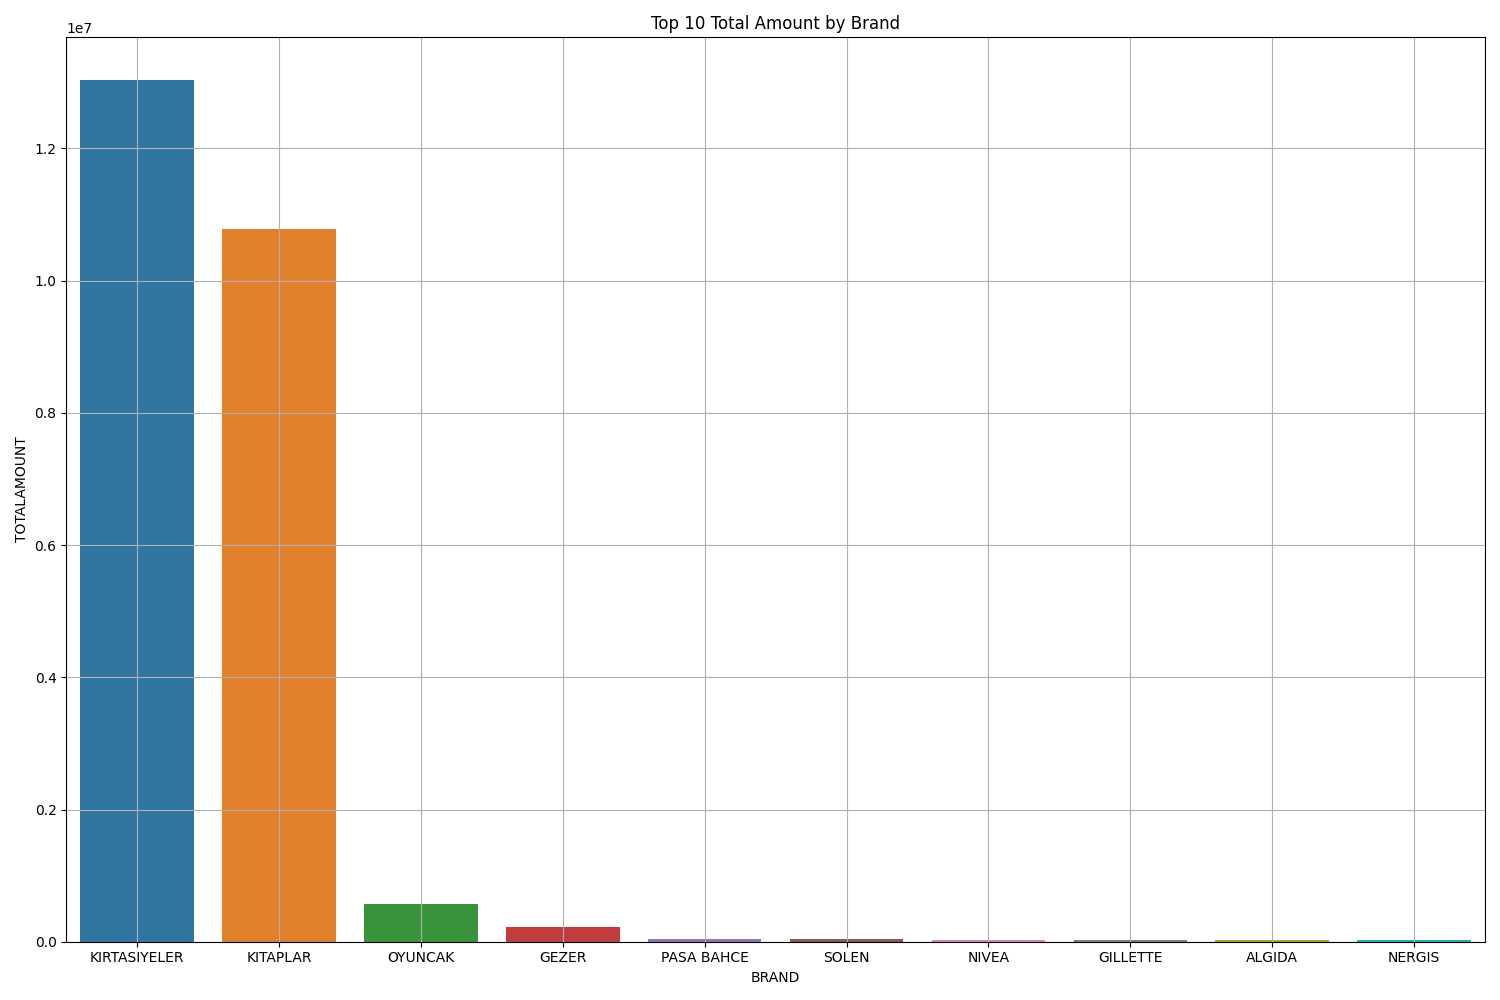 Top 10 Total Amount by Brand
1e7
1.2
1.0
0.8
0.6
0.4
0.2
0.0
TOTALAMOUNT
KIRTASIYELER KITAPLAR OYUNCAK GEZER PASA BAHCE SOLEN NIVEA GILLETTE ALGIDA NERGIS
BRAND